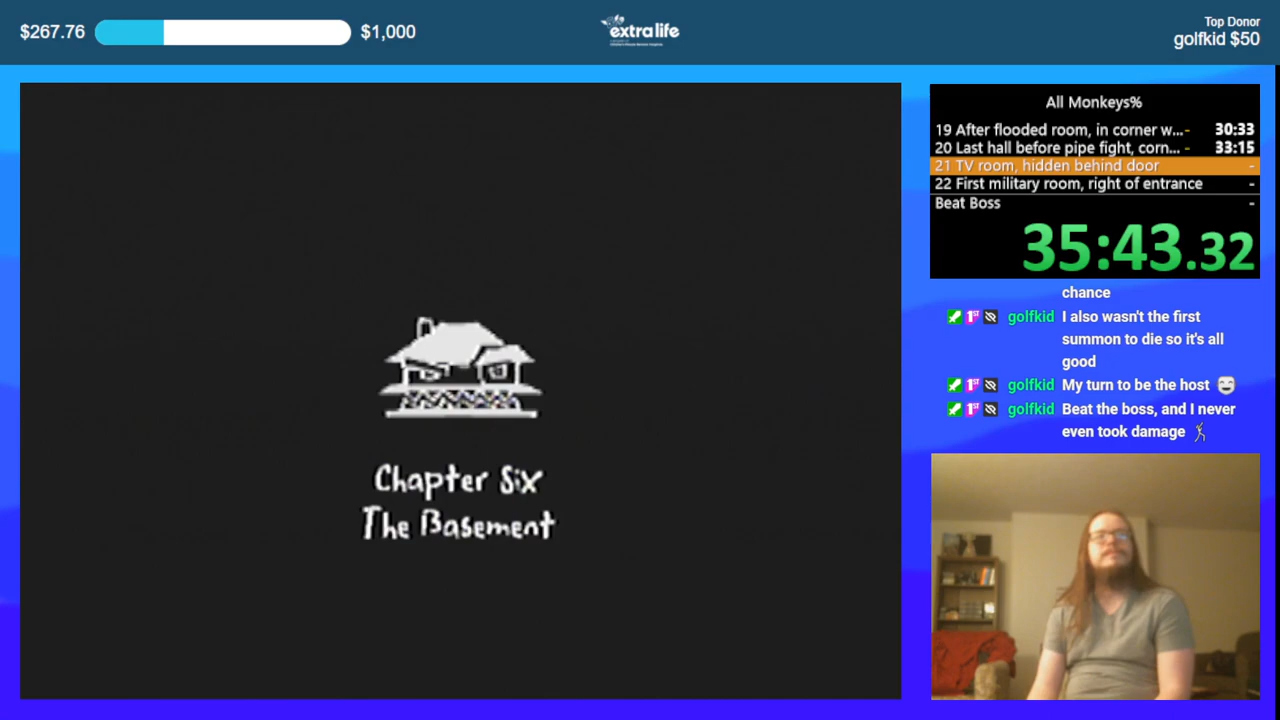 $267.76
$1,000
extralife
Top Donor
golfkid $50
All Monkeys%
19 After flooded room, in corner w... - 30:33
20 Last hall before pipe fight, corn... - 33:15
21 TV room, hidden behind door -
22 First military room, right of entrance -
Beat Boss -
35:43.32
chance
golfkid I also wasn't the first
summon to die so it's all
good
golfkid My turn to be the host
golfkid Beat the boss, and I never
even took damage
Chapter Six
The Basement